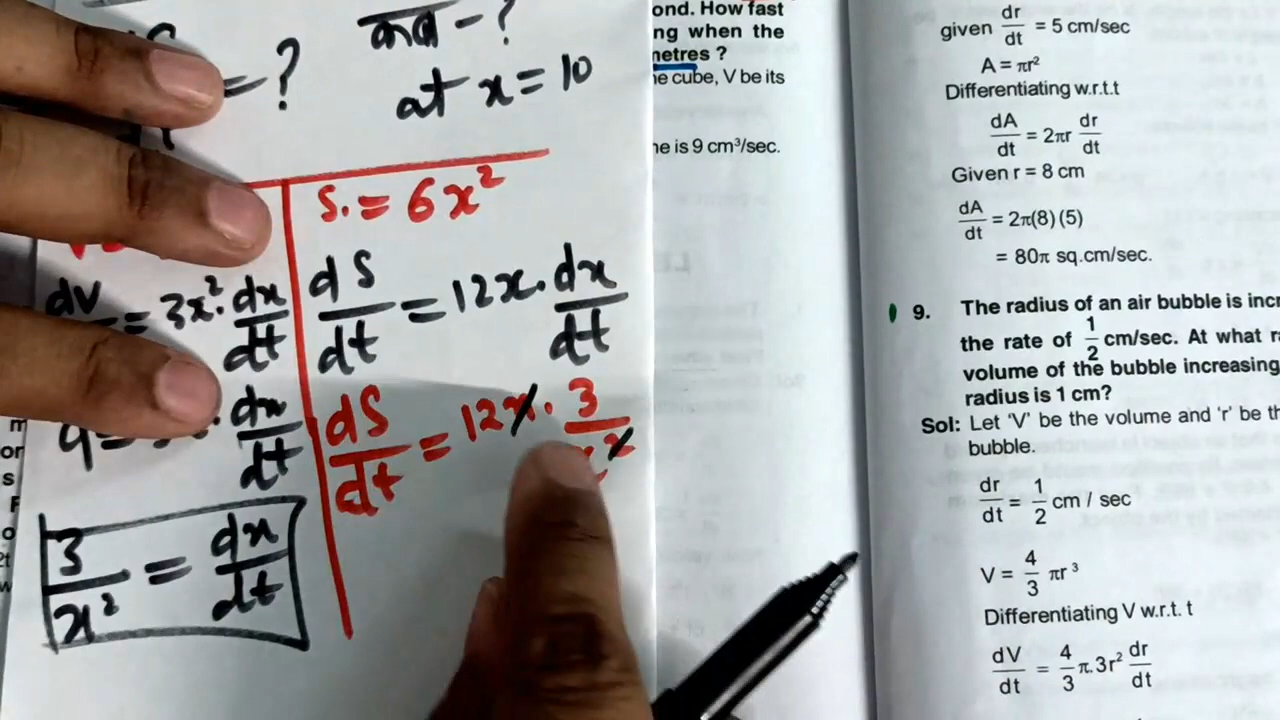 = ?
at x = 10
S. = 6x²
= 3x² · dx/dt
dS/dt = 12x · dx/dt
dx/dt
dS/dt = 12x · 3/x²
3/x² = dx/dt
ond. How fast
ng when the
netres ?
e cube, V be its
ne is 9 cm³/sec.
given dr/dt = 5 cm/sec
A = πr²
Differentiating w.r.t.t
dA/dt = 2πr dr/dt
Given r = 8 cm
dA/dt = 2π(8) (5)
= 80π sq.cm/sec.
9. The radius of an air bubble is incr
the rate of 1/2 cm/sec. At what ra
volume of the bubble increasing
radius is 1 cm?
Sol: Let 'V' be the volume and 'r' be th
bubble.
dr/dt = 1/2 cm / sec
V = 4/3 πr³
Differentiating V w.r.t. t
dV/dt = 4/3 π.3r² dr/dt